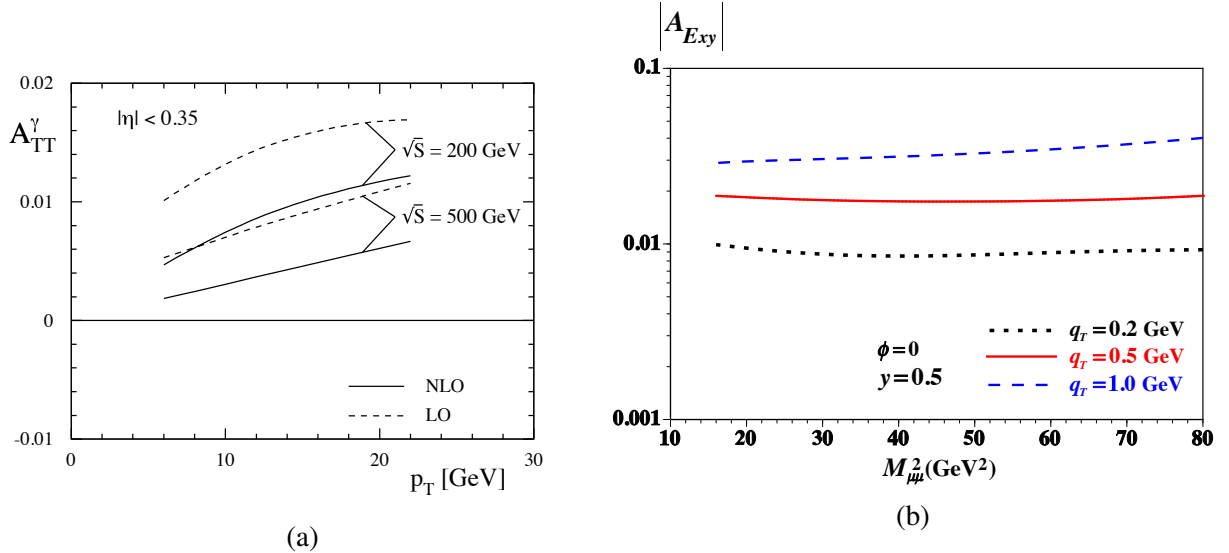 0.02
A_TT^γ
|η| < 0.35
√S = 200 GeV
0.01
√S = 500 GeV
0
NLO
LO
-0.01
0 10 20 30
p_T [GeV]
(a)
|A_Exy|
0.1
0.01
q_T=0.2 GeV
ϕ=0
q_T=0.5 GeV
y=0.5
q_T=1.0 GeV
0.001
10 20 30 40 50 60 70 80
M²_μμ(GeV²)
(b)